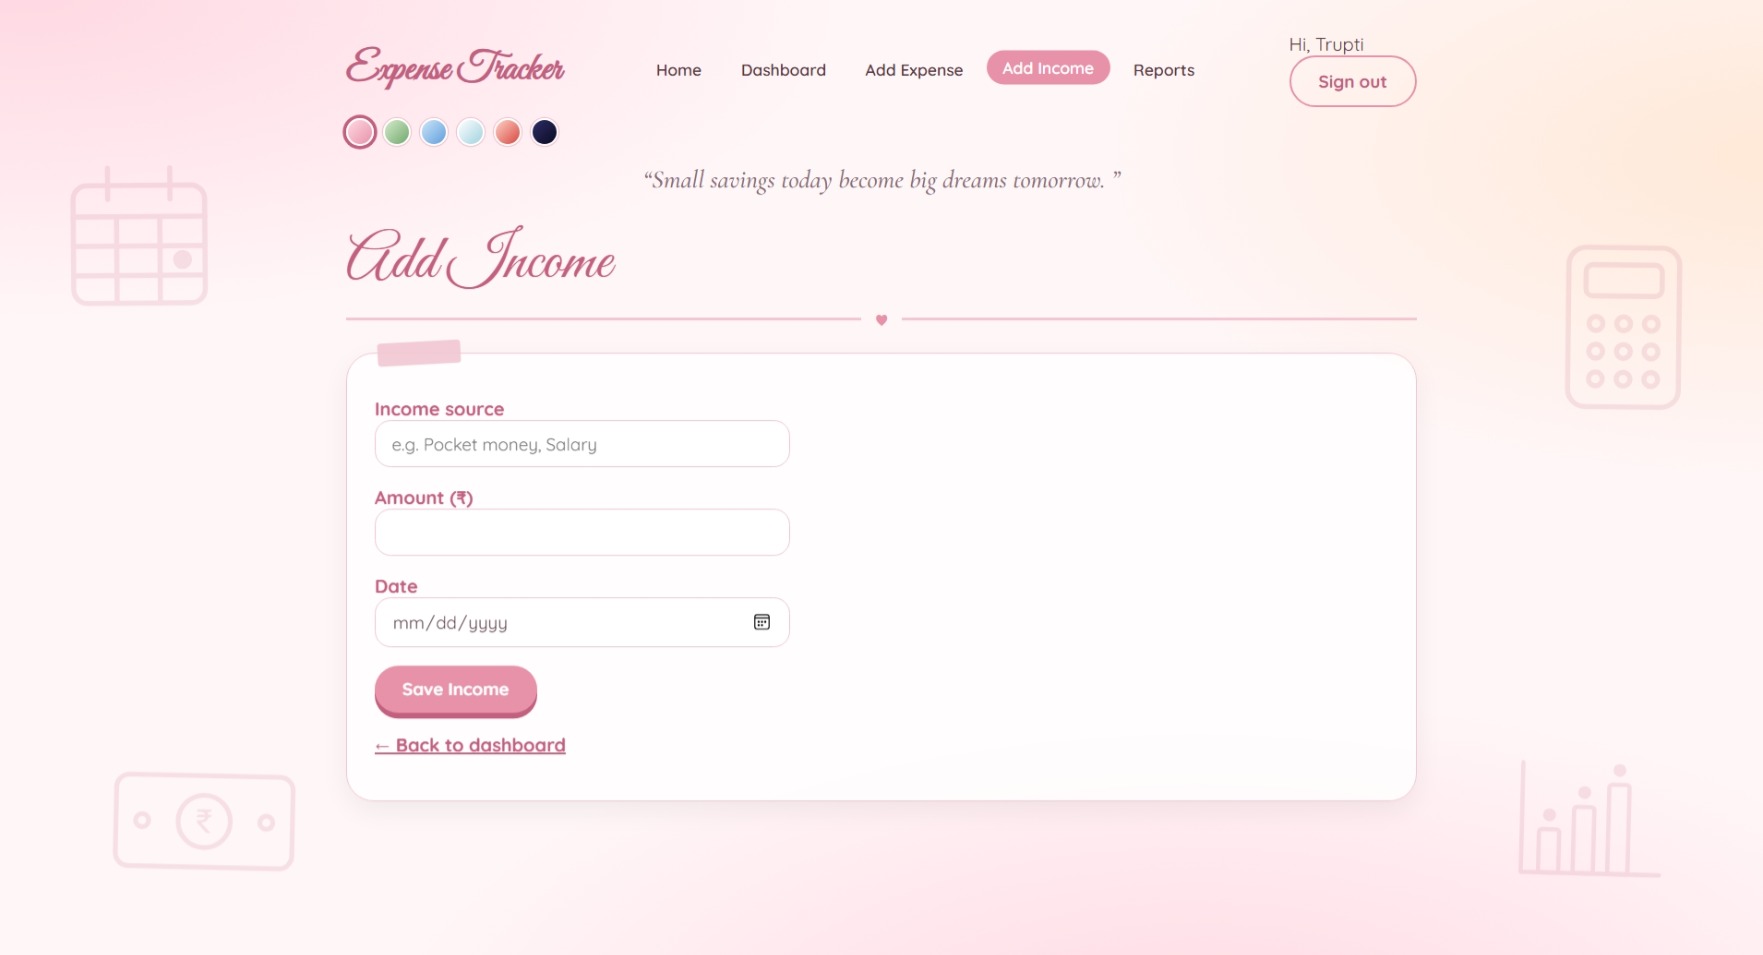 Expense Tracker
Home Dashboard Add Expense Add Income Reports
Hi, Trupti
Sign out
“Small savings today become big dreams tomorrow. ”
Add Income
Income source
e.g. Pocket money, Salary
Amount (₹)
Date
mm/dd/yyyy
Save Income
← Back to dashboard
₹